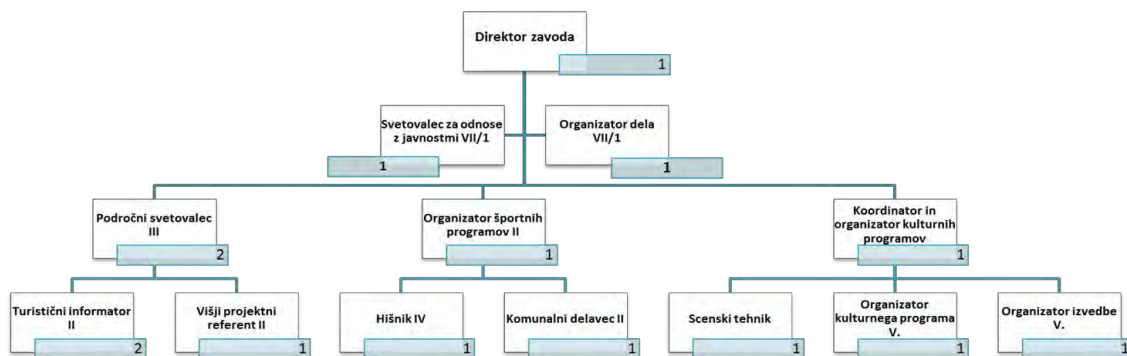 Direktor zavoda
1
Svetovalec za odnose
z javnostmi VII/1
1
Organizator dela
VII/1
1
Področni svetovalec
III
2
Organizator športnih
programov II
1
Koordinator in
organizator kulturnih
programov
1
Turistični informator
II
2
Višji projektni
referent II
1
Hišnik IV
1
Komunalni delavec II
1
Scenski tehnik
1
Organizator
kulturnega programa
V.
1
Organizator izvedbe
V.
1